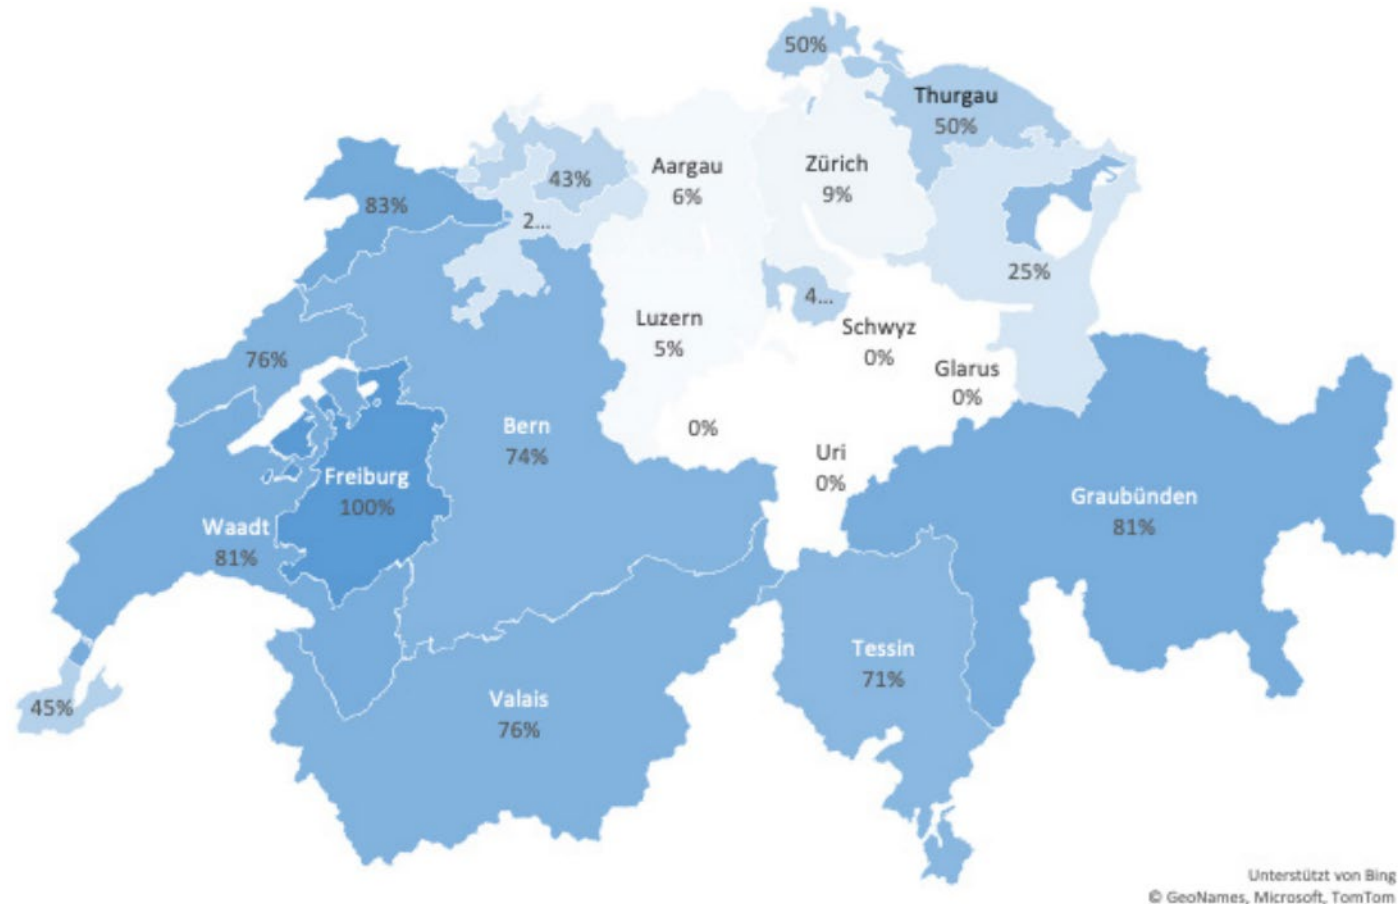 50%
Thurgau
50%
Aargau
6%
Zürich
9%
43%
83%
2...
25%
4...
Luzern
5%
Schwyz
0%
Glarus
0%
76%
Bern
74%
0%
Uri
0%
Freiburg
100%
Graubünden
81%
Waadt
81%
Tessin
71%
Valais
76%
45%
Unterstützt von Bing
© GeoNames, Microsoft, TomTom